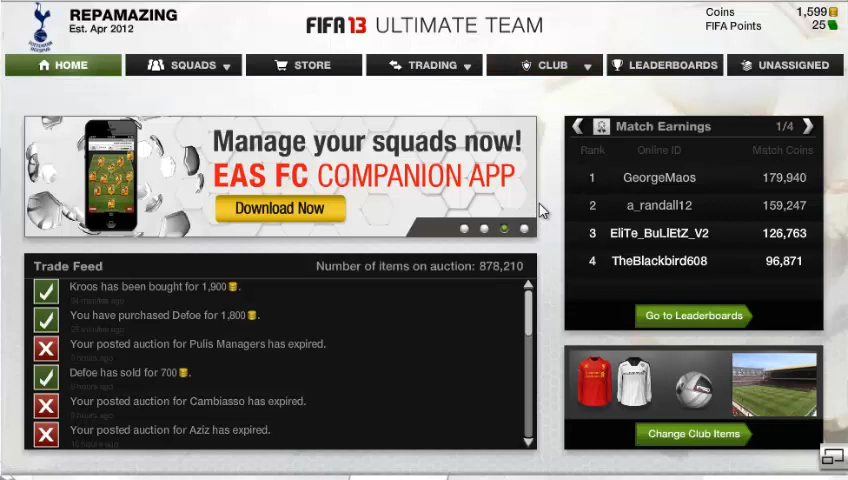 REPAMAZING
Est. Apr 2012
FIFA 13 ULTIMATE TEAM
Coins 1,599
FIFA Points 25
HOME SQUADS STORE TRADING CLUB LEADERBOARDS UNASSIGNED
Manage your squads now!
EAS FC COMPANION APP
Download Now
Match Earnings 1/4
Rank Online ID Match Coins
1 GeorgeMaos 179,940
2 a_randall12 159,247
3 EliTe_BuLlEtZ_V2 126,763
4 TheBlackbird608 96,871
Go to Leaderboards
Trade Feed Number of items on auction: 878,210
Kroos has been bought for 1,900.
You have purchased Defoe for 1,800.
Your posted auction for Pulis Managers has expired.
Defoe has sold for 700.
Your posted auction for Cambiasso has expired.
Your posted auction for Aziz has expired.
Change Club Items